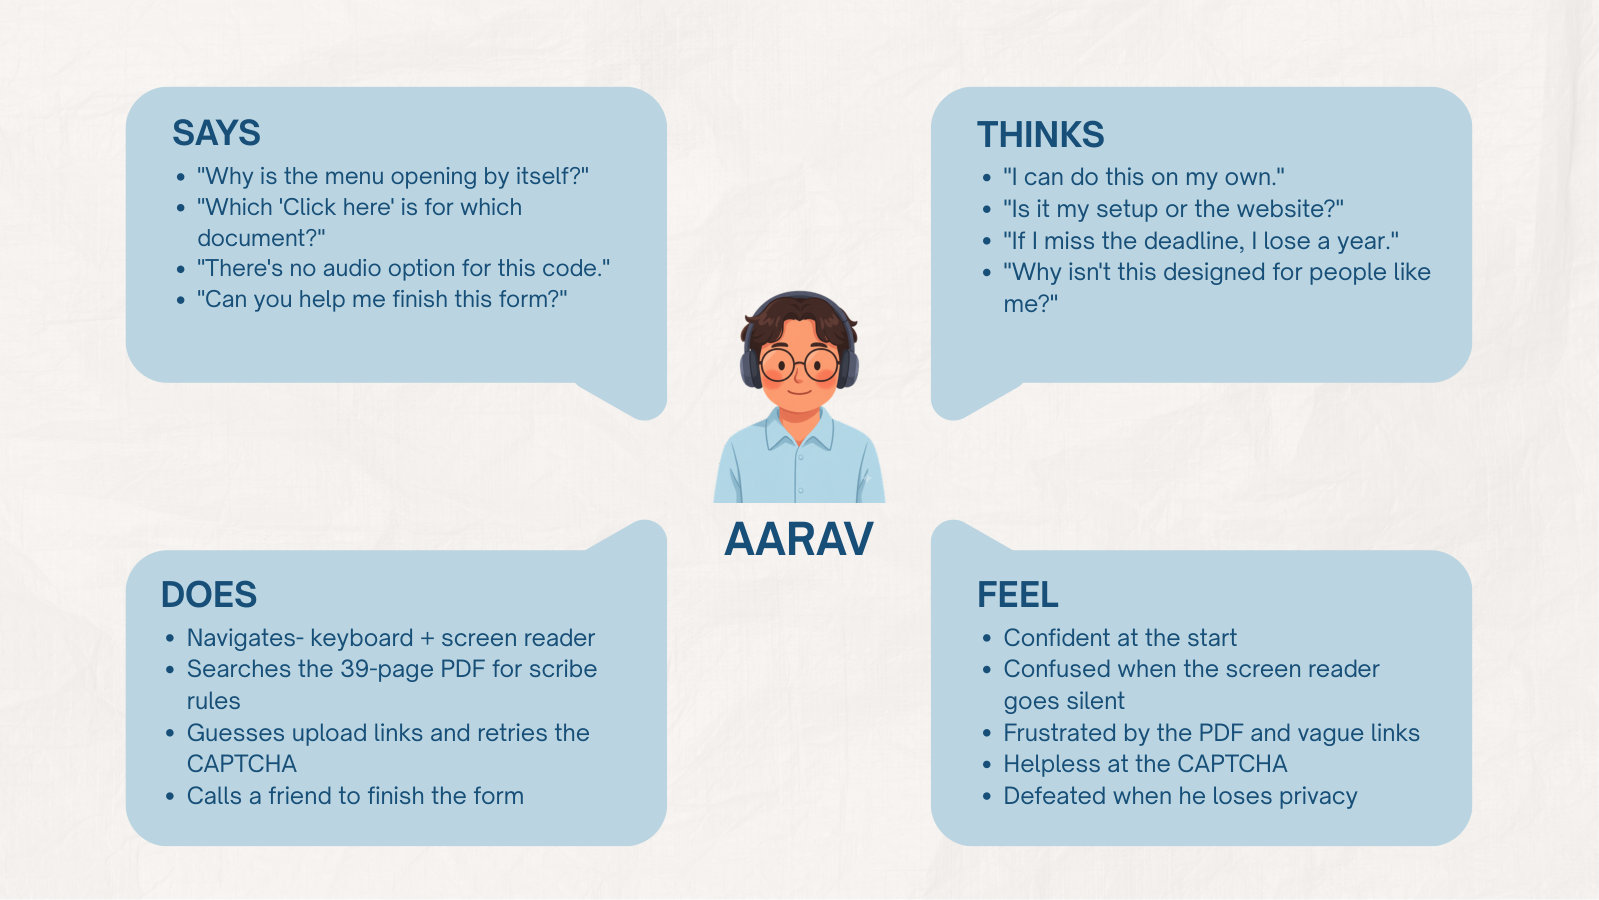 SAYS
• "Why is the menu opening by itself?"
• "Which 'Click here' is for which
document?"
• "There's no audio option for this code."
• "Can you help me finish this form?"
THINKS
• "I can do this on my own."
• "Is it my setup or the website?"
• "If I miss the deadline, I lose a year."
• "Why isn't this designed for people like
me?"
AARAV
DOES
• Navigates- keyboard + screen reader
• Searches the 39-page PDF for scribe
rules
• Guesses upload links and retries the
CAPTCHA
• Calls a friend to finish the form
FEEL
• Confident at the start
• Confused when the screen reader
goes silent
• Frustrated by the PDF and vague links
• Helpless at the CAPTCHA
• Defeated when he loses privacy